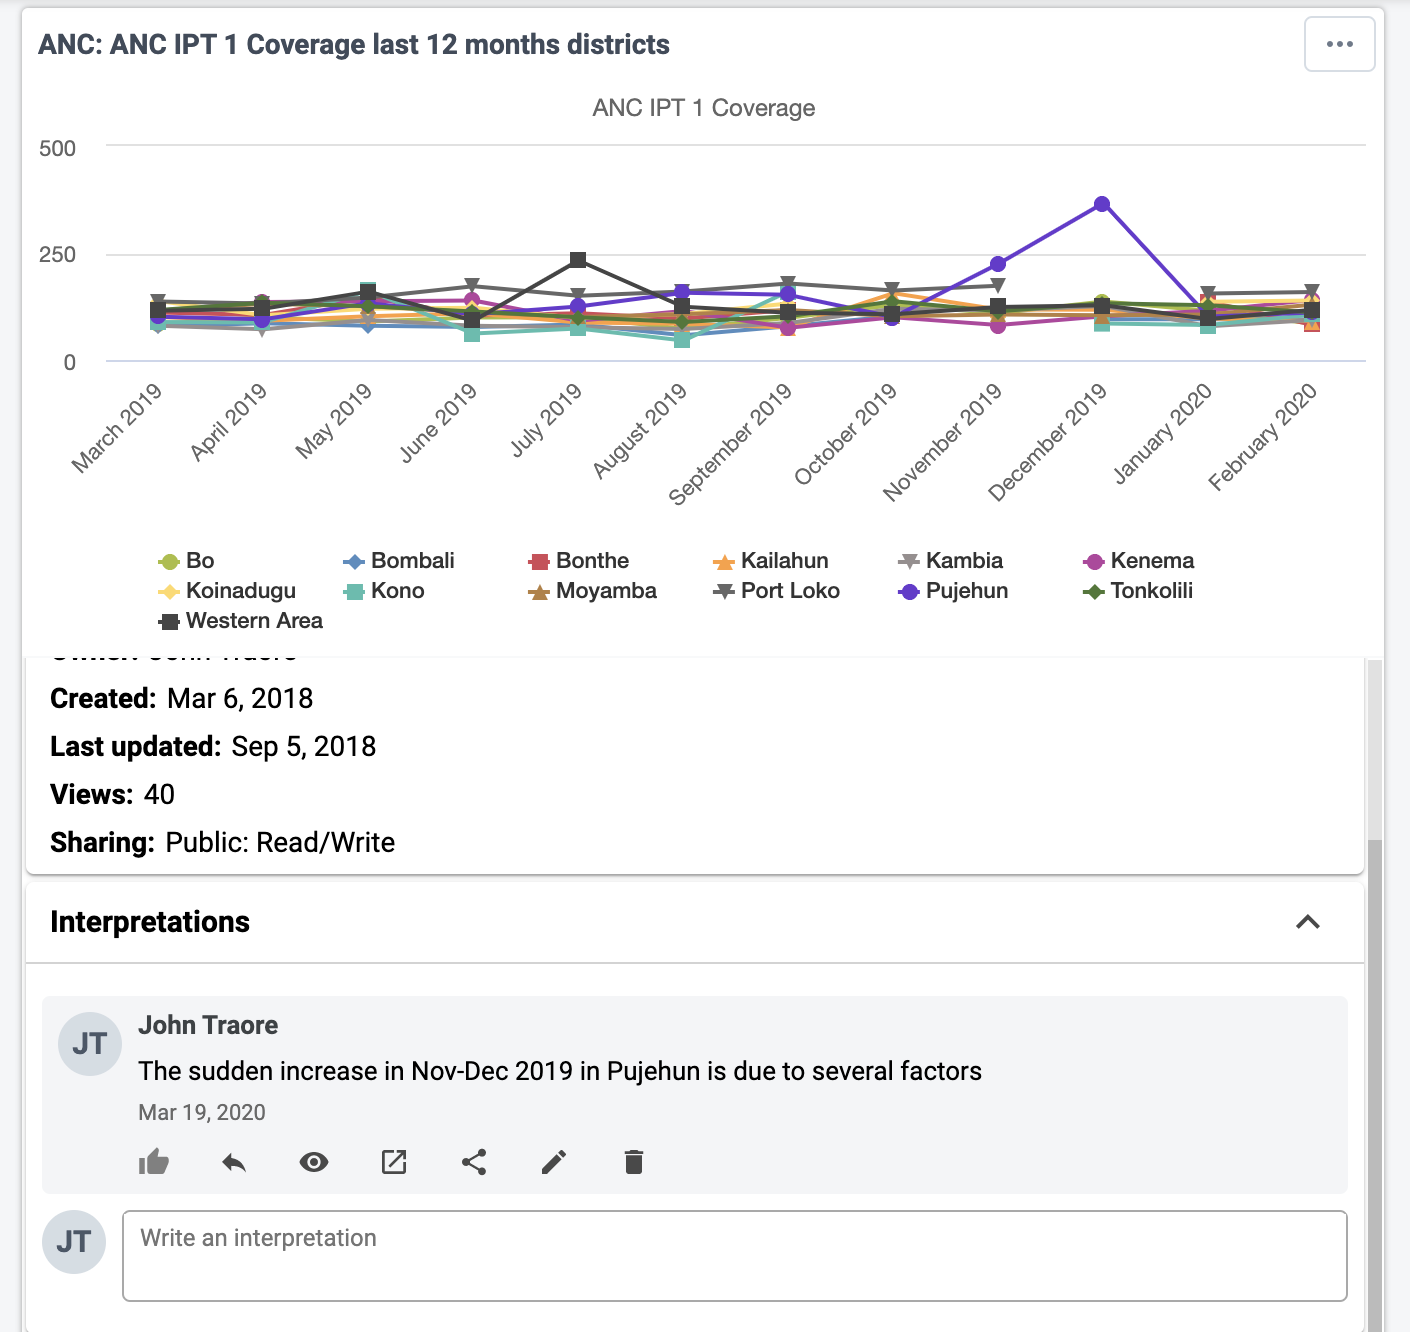 ANC: ANC IPT 1 Coverage last 12 months districts
ANC IPT 1 Coverage
500
250
0
March 2019
April 2019
May 2019
June 2019
July 2019
August 2019
September 2019
October 2019
November 2019
December 2019
January 2020
February 2020
Bo Bombali Bonthe Kailahun Kambia Kenema
Koinadugu Kono Moyamba Port Loko Pujehun Tonkolili
Western Area
Created: Mar 6, 2018
Last updated: Sep 5, 2018
Views: 40
Sharing: Public: Read/Write
Interpretations
JT
John Traore
The sudden increase in Nov-Dec 2019 in Pujehun is due to several factors
Mar 19, 2020
JT
Write an interpretation